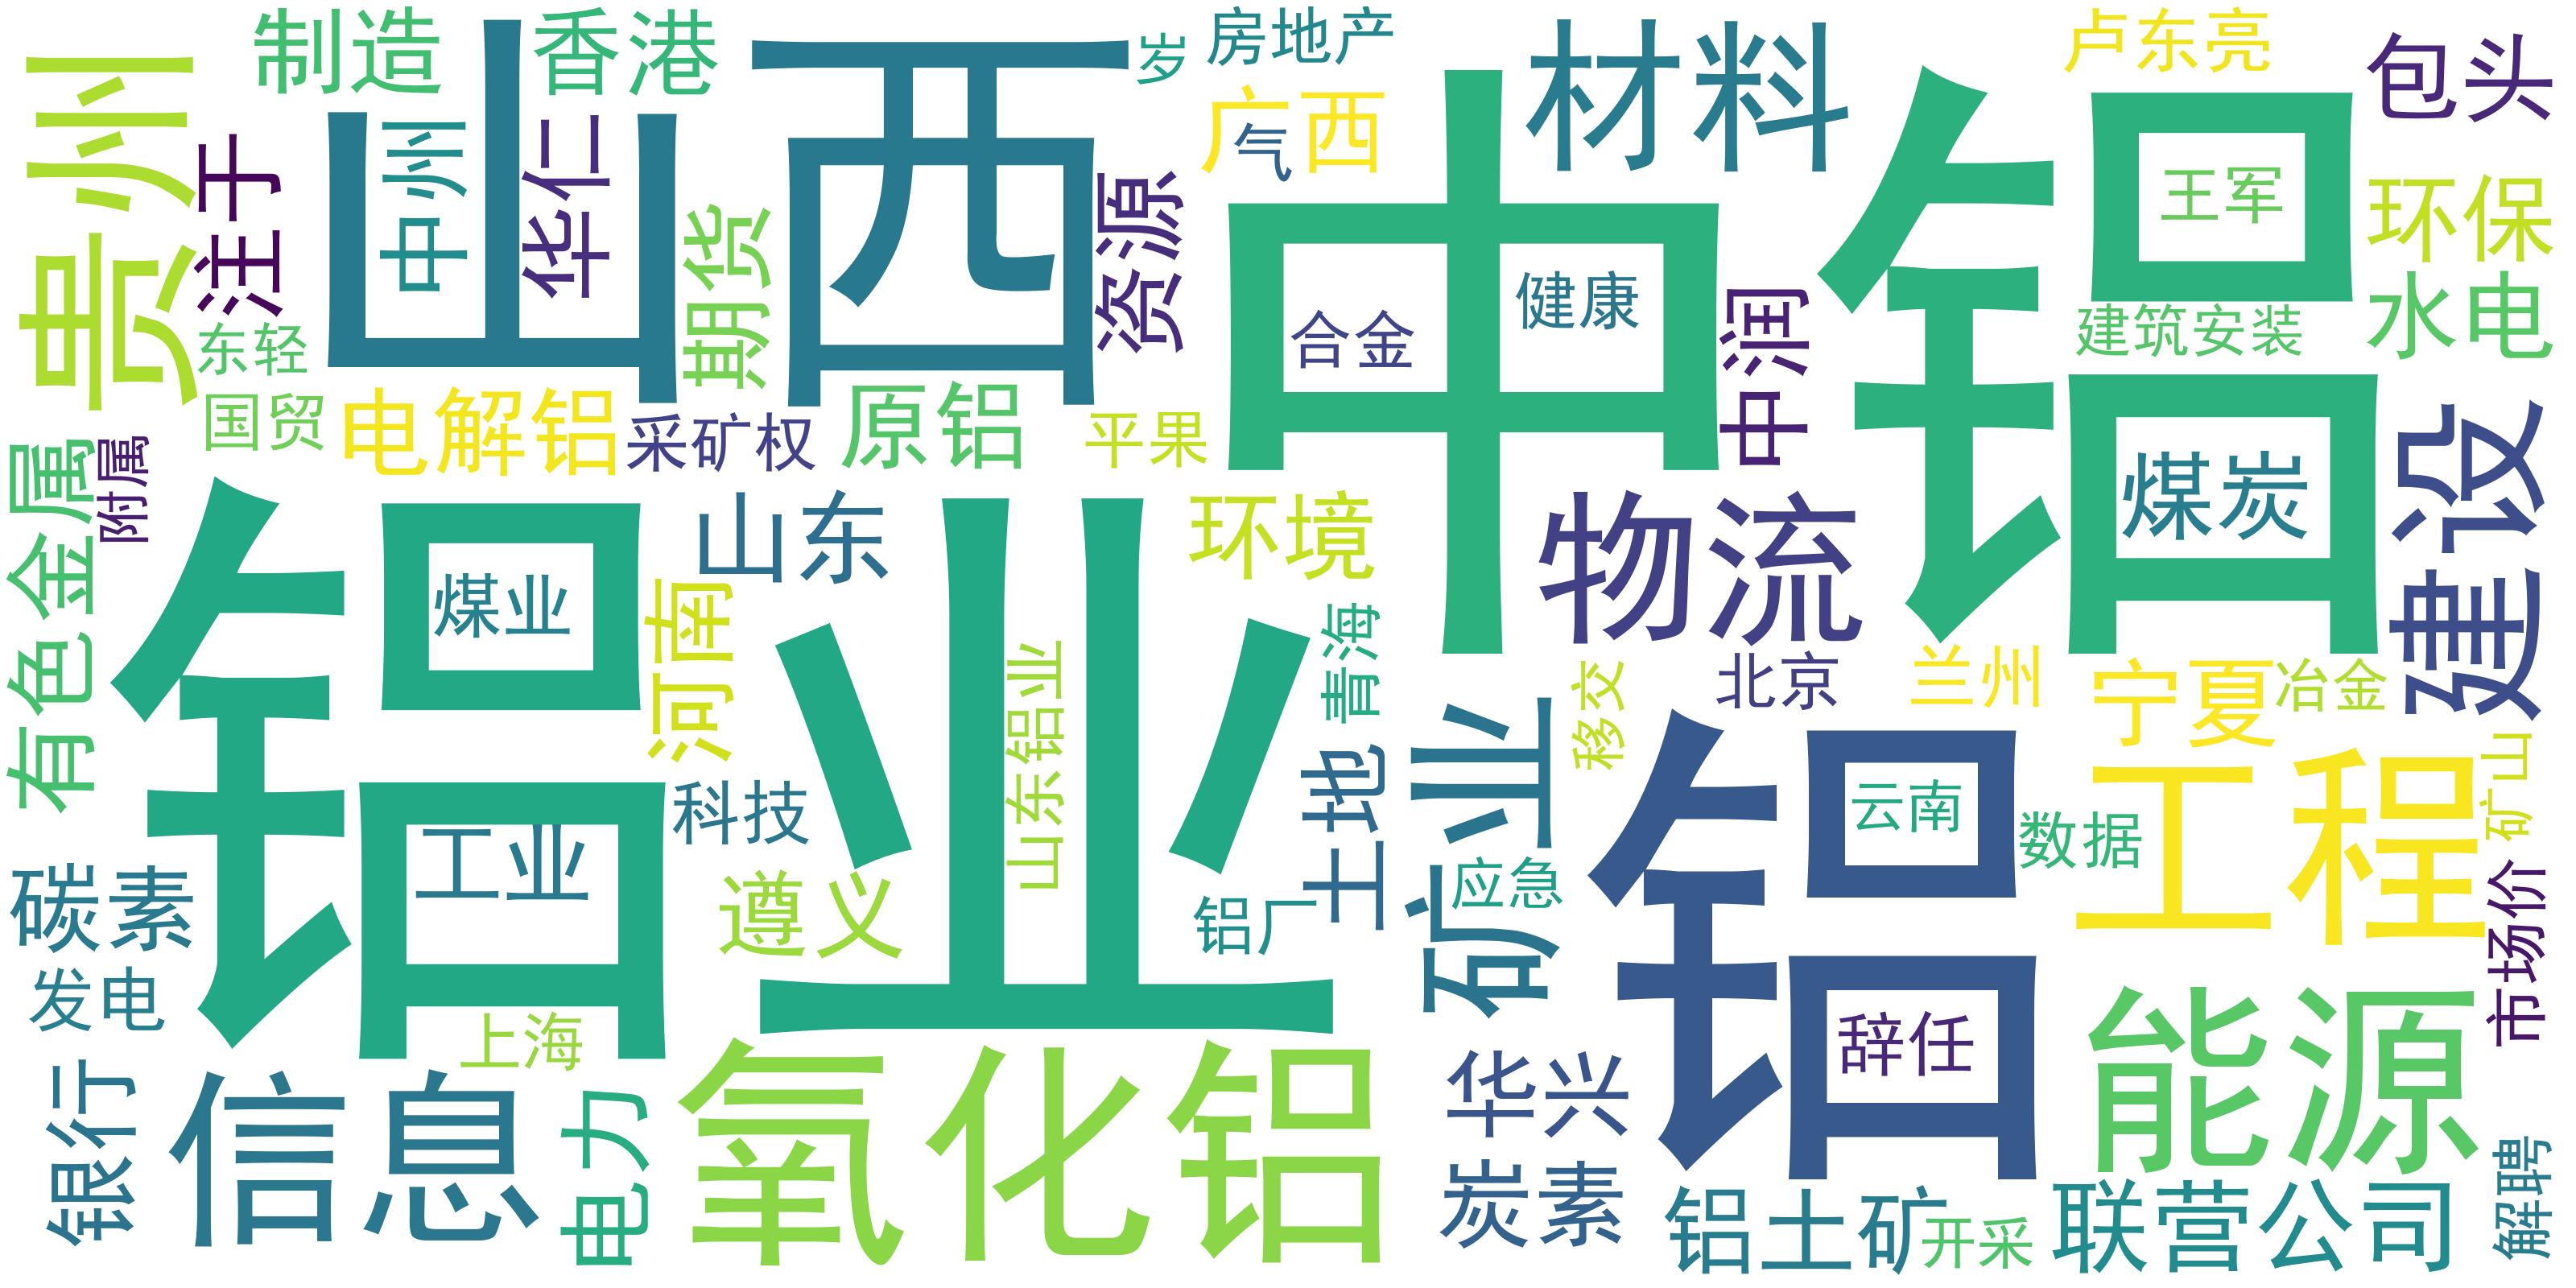 贵州
制造
香港
山西
岁
房地产
材料
卢东亮
包头
中铝
注于
中州
华仁
期货
资源
广西
气
王军
环保
健康
合金
中润
水电
建筑安装
东轻
国贸
电解铝
采矿权
原铝
平果
煤炭
建设
有色金属
附属
铝业
煤业
山东
环境
物流
河南
山东铝业
青海
移交
北京
兰州
宁夏
冶金
矿山
科技
土地
矿业
铝
云南
数据
工程
工业
碳素
遵义
铝厂
应急
市场价
发电
上海
辞任
能源
银行
信息
电力
氧化铝
华兴
炭素
铝土矿
开采
联营公司
解聘